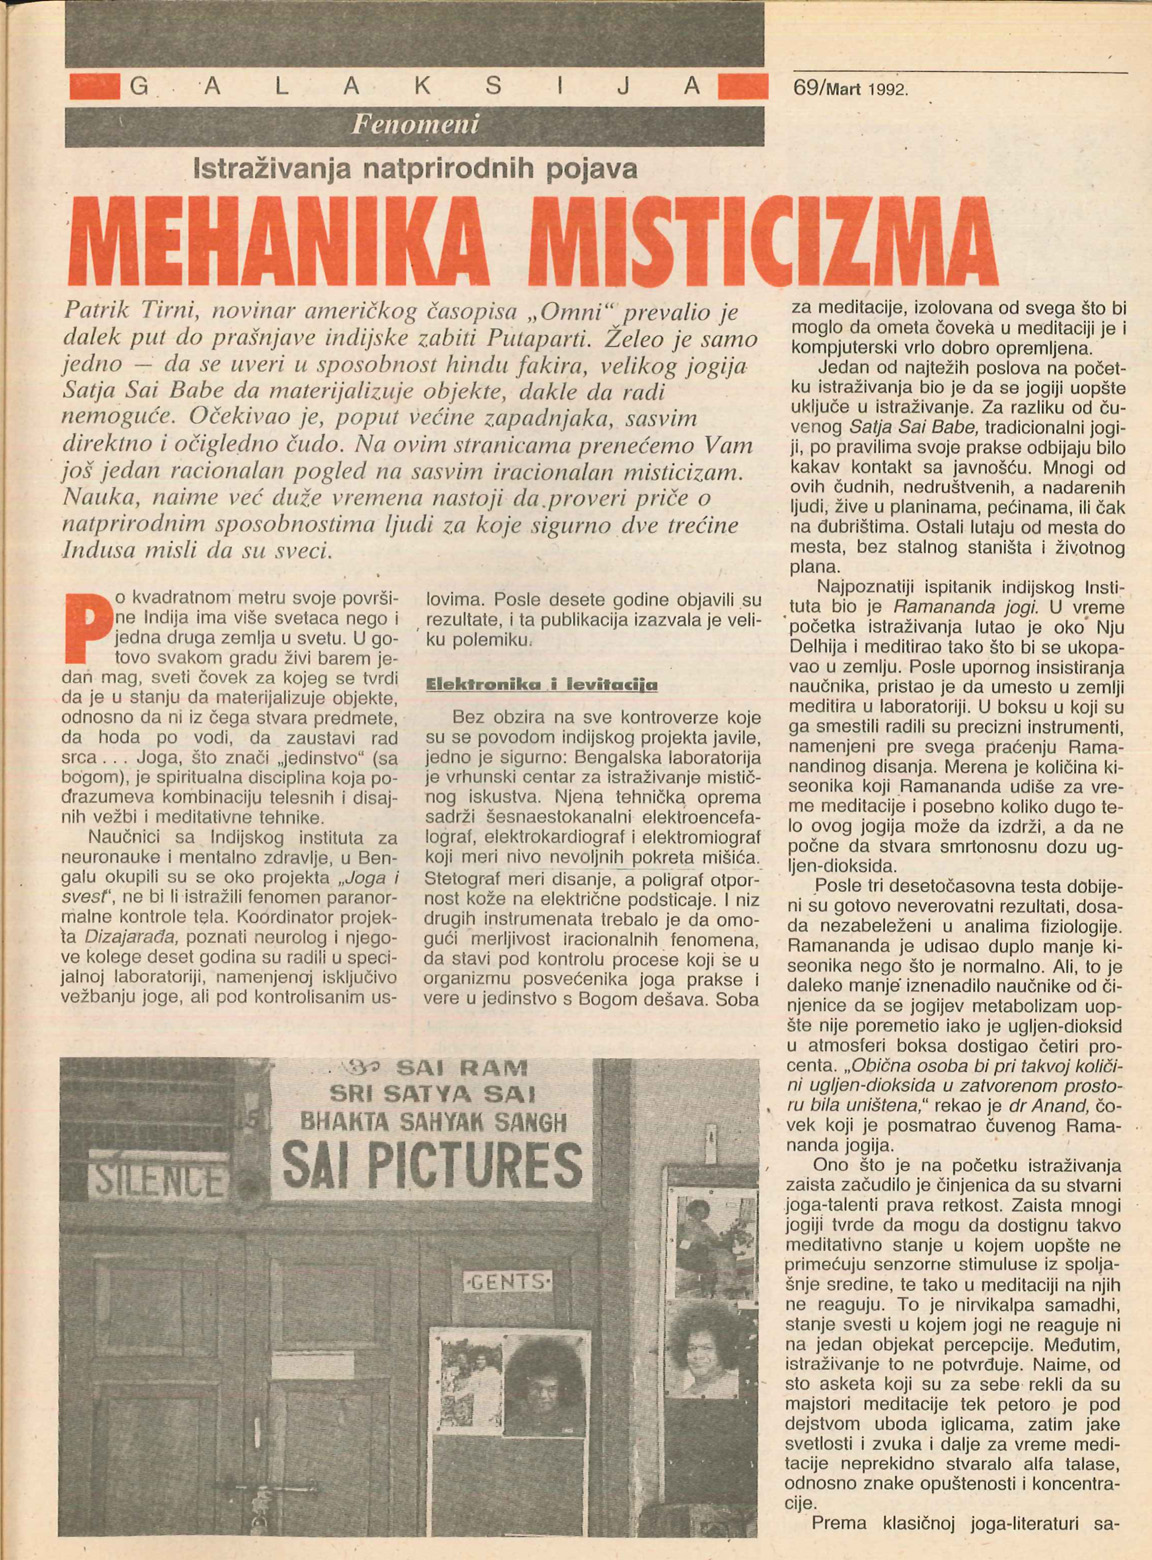 GALAKSIJA
69/Mart 1992.
Fenomeni
Istraživanja natprirodnih pojava
MEHANIKA MISTICIZMA
Patrik Tirni, novinar američkog časopisa „Omni“ prevalio je
dalek put do prašnjave indijske zabiti Putaparti. Želeo je samo
jedno — da se uveri u sposobnost hindu fakira, velikog jogija
Satja Sai Babe da materijalizuje objekte, dakle da radi
nemoguće. Očekivao je, poput većine zapadnjaka, sasvim
direktno i očigledno čudo. Na ovim stranicama prenećemo Vam
još jedan racionalan pogled na sasvim iracionalan misticizam.
Nauka, naime već duže vremena nastoji da proveri priče o
natprirodnim sposobnostima ljudi za koje sigurno dve trećine
Indusa misli da su sveci.
Po kvadratnom metru svoje površi-
ne Indija ima više svetaca nego i
jedna druga zemlja u svetu. U go-
tovo svakom gradu živi barem je-
dan mag, sveti čovek za kojeg se tvrdi
da je u stanju da materijalizuje objekte,
odnosno da ni iz čega stvara predmete,
da hoda po vodi, da zaustavi rad
srca . . . Joga, što znači „jedinstvo“ (sa
bogom), je spiritualna disciplina koja po-
drazumeva kombinaciju telesnih i disaj-
nih vežbi i meditativne tehnike.
Naučnici sa Indijskog instituta za
neuronauke i mentalno zdravlje, u Ben-
galu okupili su se oko projekta „Joga i
svest“, ne bi li istražili fenomen paranor-
malne kontrole tela. Koordinator projek-
ta Dizajarađa, poznati neurolog i njego-
ve kolege deset godina su radili u speci-
jalnoj laboratoriji, namenjenoj isključivo
vežbanju joge, ali pod kontrolisanim us-
lovima. Posle desete godine objavili su
rezultate, i ta publikacija izazvala je veli-
ku polemiku.
Elektronika i levitacija
Bez obzira na sve kontroverze koje
su se povodom indijskog projekta javile,
jedno je sigurno: Bengalska laboratorija
je vrhunski centar za istraživanje mistič-
nog iskustva. Njena tehnička oprema
sadrži šesnaestokanalni elektroencefa-
lograf, elektrokardiograf i elektromiograf
koji meri nivo nevoljnih pokreta mišića.
Stetograf meri disanje, a poligraf otpor-
nost kože na električne podsticaje. I niz
drugih instrumenata trebalo je da omo-
gući merljivost iracionalnih fenomena,
da stavi pod kontrolu procese koji se u
organizmu posvećenika joga prakse i
vere u jedinstvo s Bogom dešava. Soba
za meditacije, izolovana od svega što bi
moglo da ometa čoveka u meditaciji je i
kompjuterski vrlo dobro opremljena.
Jedan od najtežih poslova na počet-
ku istraživanja bio je da se jogiji uopšte
uključe u istraživanje. Za razliku od ču-
venog Satja Sai Babe, tradicionalni jogi-
ji, po pravilima svoje prakse odbijaju bilo
kakav kontakt sa javnošću. Mnogi od
ovih čudnih, nedruštvenih, a nadarenih
ljudi, žive u planinama, pećinama, ili čak
na đubrištima. Ostali lutaju od mesta do
mesta, bez stalnog staništa i životnog
plana.
Najpoznatiji ispitanik indijskog Insti-
tuta bio je Ramananda jogi. U vreme
početka istraživanja lutao je oko Nju
Delhija i meditirao tako što bi se ukopa-
vao u zemlju. Posle upornog insistiranja
naučnika, pristao je da umesto u zemlji
meditira u laboratoriji. U boksu u koji su
ga smestili radili su precizni instrumenti,
namenjeni pre svega praćenju Rama-
nandinog disanja. Merena je količina ki-
seonika koji Ramananda udiše za vre-
me meditacije i posebno koliko dugo te-
lo ovog jogija može da izdrži, a da ne
počne da stvara smrtonosnu dozu ug-
ljen-dioksida.
Posle tri desetočasovna testa dobije-
ni su gotovo neverovatni rezultati, dosa-
da nezabeleženi u analima fiziologije.
Ramananda je udisao duplo manje ki-
seonika nego što je normalno. Ali, to je
daleko manje iznenadilo naučnike od či-
njenice da se jogijev metabolizam uop-
šte nije poremetio iako je ugljen-dioksid
u atmosferi boksa dostigao četiri pro-
centa. „Obična osoba bi pri takvoj količi-
ni ugljen-dioksida u zatvorenom prosto-
ru bila uništena,“ rekao je dr Anand, čo-
vek koji je posmatrao čuvenog Rama-
nanda jogija.
Ono što je na početku istraživanja
zaista začudilo je činjenica da su stvarni
joga-talenti prava retkost. Zaista mnogi
jogiji tvrde da mogu da dostignu takvo
meditativno stanje u kojem uopšte ne
primećuju senzorne stimuluse iz spolja-
šnje sredine, te tako u meditaciji na njih
ne reaguju. To je nirvikalpa samadhi,
stanje svesti u kojem jogi ne reaguje ni
na jedan objekat percepcije. Međutim,
istraživanje to ne potvrđuje. Naime, od
sto asketa koji su za sebe rekli da su
majstori meditacije tek petoro je pod
dejstvom uboda iglicama, zatim jake
svetlosti i zvuka i dalje za vreme medi-
tacije neprekidno stvaralo alfa talase,
odnosno znake opuštenosti i koncentra-
cije.
Prema klasičnoj joga-literaturi sa-
SAI RAM
SRI SATYA SAI
BHAKTA SAHYAK SANGH
SAI PICTURES
SILENCE
GENTS